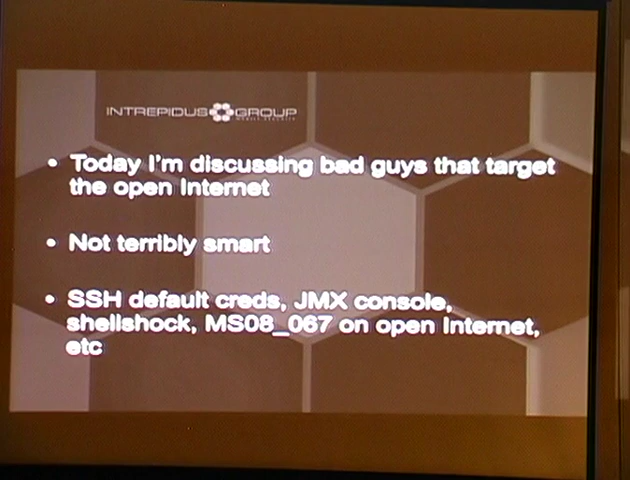 INTREPIDUS GROUP
• Today I'm discussing bad guys that target
the open Internet
• Not terribly smart
• SSH default creds, JMX console,
shellshock, MS08_067 on open Internet,
etc